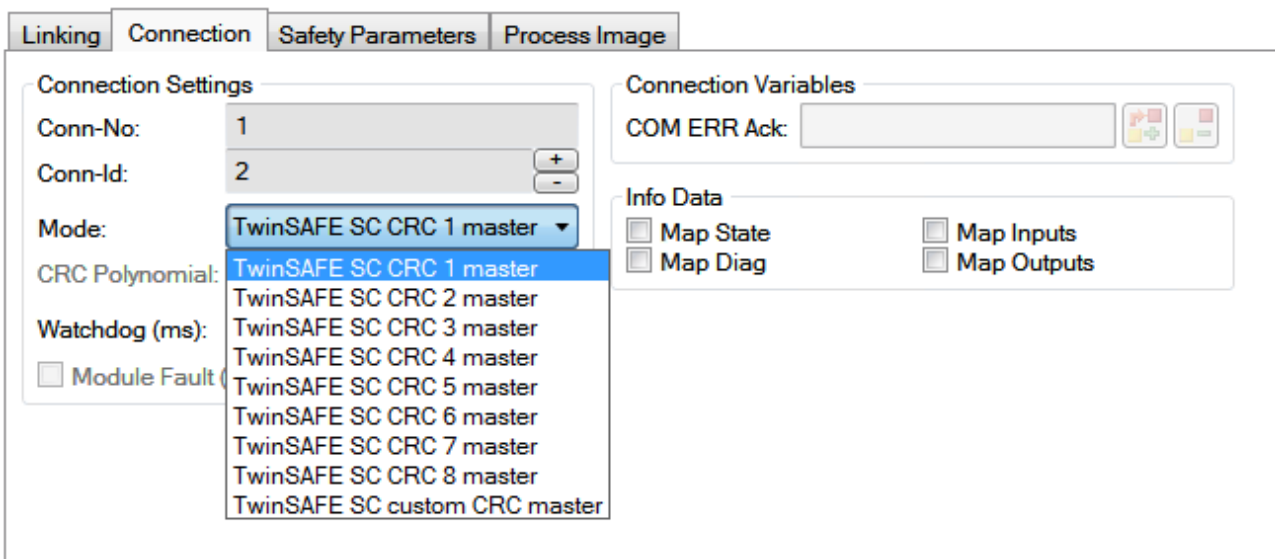 Linking Connection Safety Parameters Process Image
Connection Settings
Conn-No: 1
Conn-Id: 2
+
-
Mode: TwinSAFE SC CRC 1 master
CRC Polynomial:
Watchdog (ms):
Module Fault (
TwinSAFE SC CRC 1 master
TwinSAFE SC CRC 2 master
TwinSAFE SC CRC 3 master
TwinSAFE SC CRC 4 master
TwinSAFE SC CRC 5 master
TwinSAFE SC CRC 6 master
TwinSAFE SC CRC 7 master
TwinSAFE SC CRC 8 master
TwinSAFE SC custom CRC master
Connection Variables
COM ERR Ack:
Info Data
Map State Map Inputs
Map Diag Map Outputs